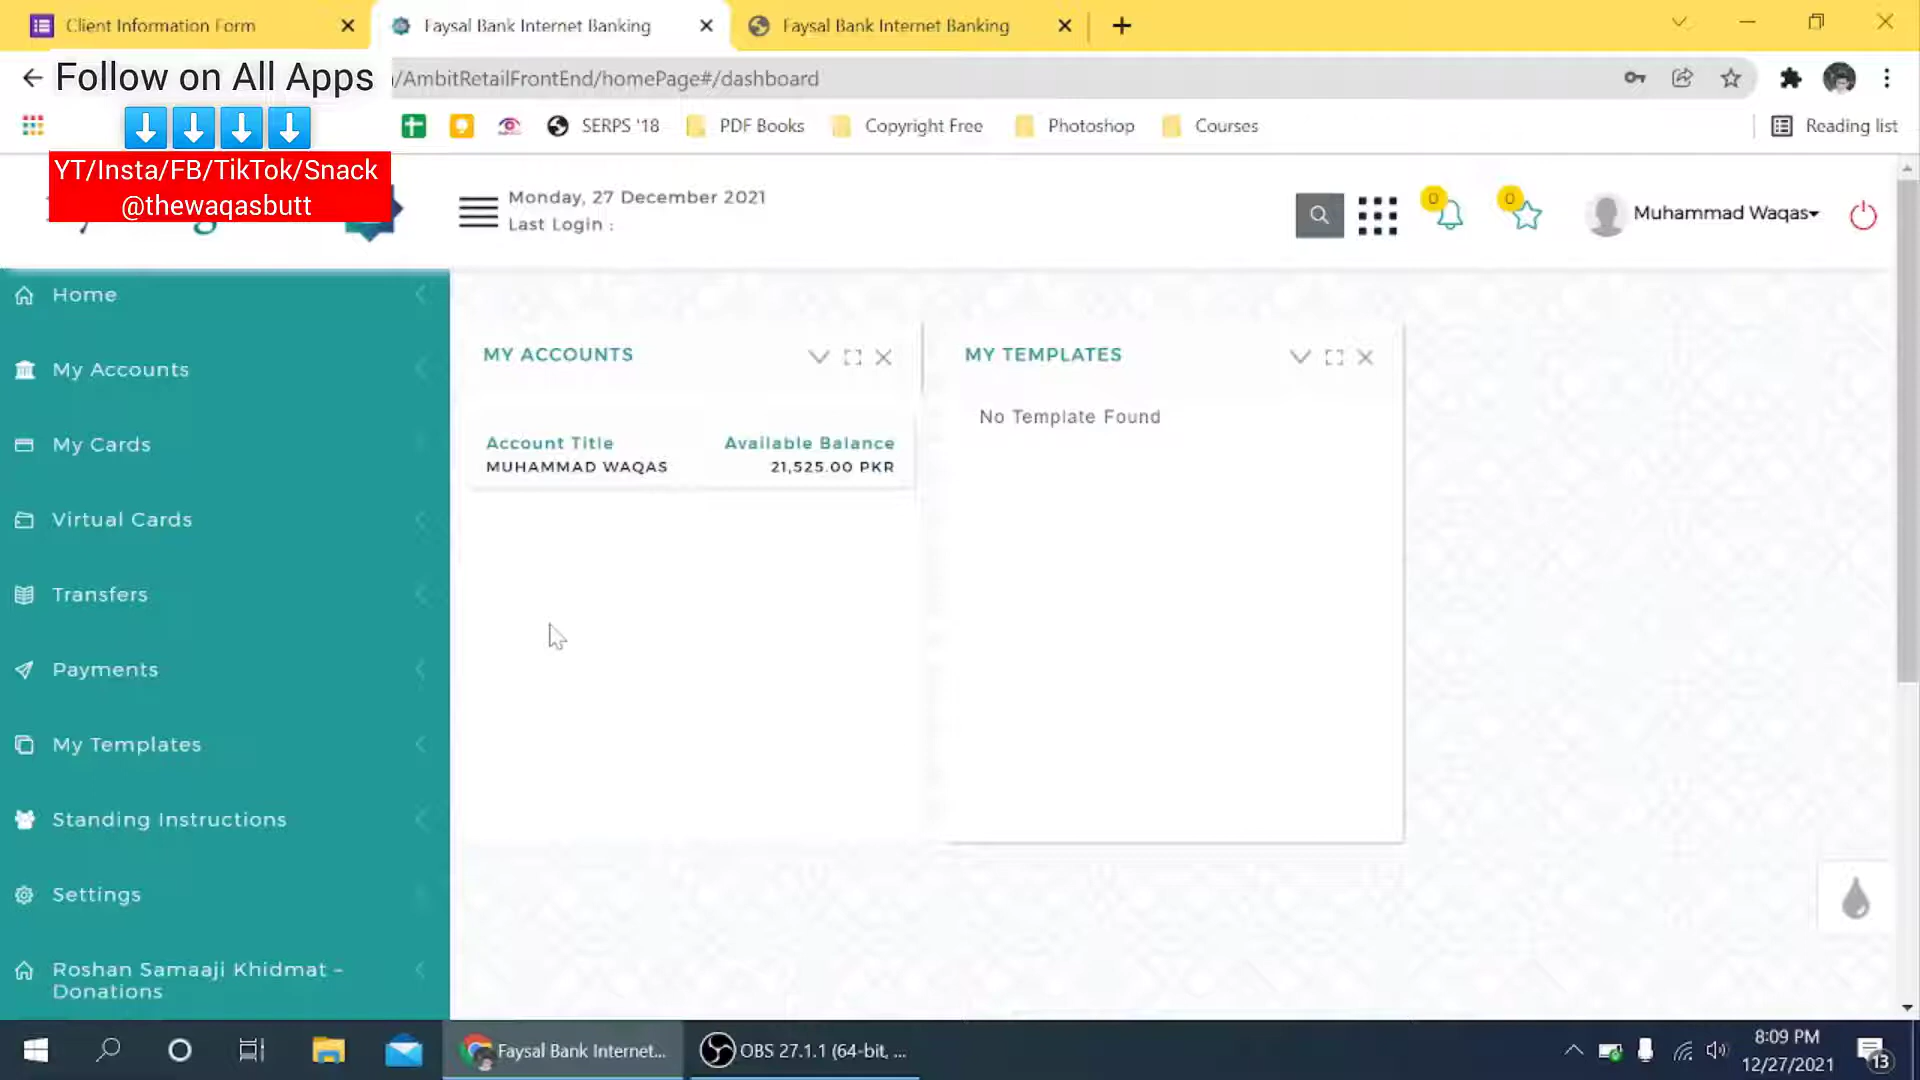 Client Information Form
Faysal Bank Internet Banking
Faysal Bank Internet Banking
Follow on All Apps
/AmbitRetailFrontEnd/homePage#/dashboard
SERPS '18
PDF Books
Copyright Free
Photoshop
Courses
Reading list
YT/Insta/FB/TikTok/Snack
@thewaqasbutt
Monday, 27 December 2021
Last Login :
0
0
Muhammad Waqas
Home
My Accounts
My Cards
Virtual Cards
Transfers
Payments
My Templates
Standing Instructions
Settings
Roshan Samaaji Khidmat -
Donations
MY ACCOUNTS
Account Title
Available Balance
MUHAMMAD WAQAS
21,525.00 PKR
MY TEMPLATES
No Template Found
Faysal Bank Internet...
OBS 27.1.1 (64-bit, ...
8:09 PM
12/27/2021
13